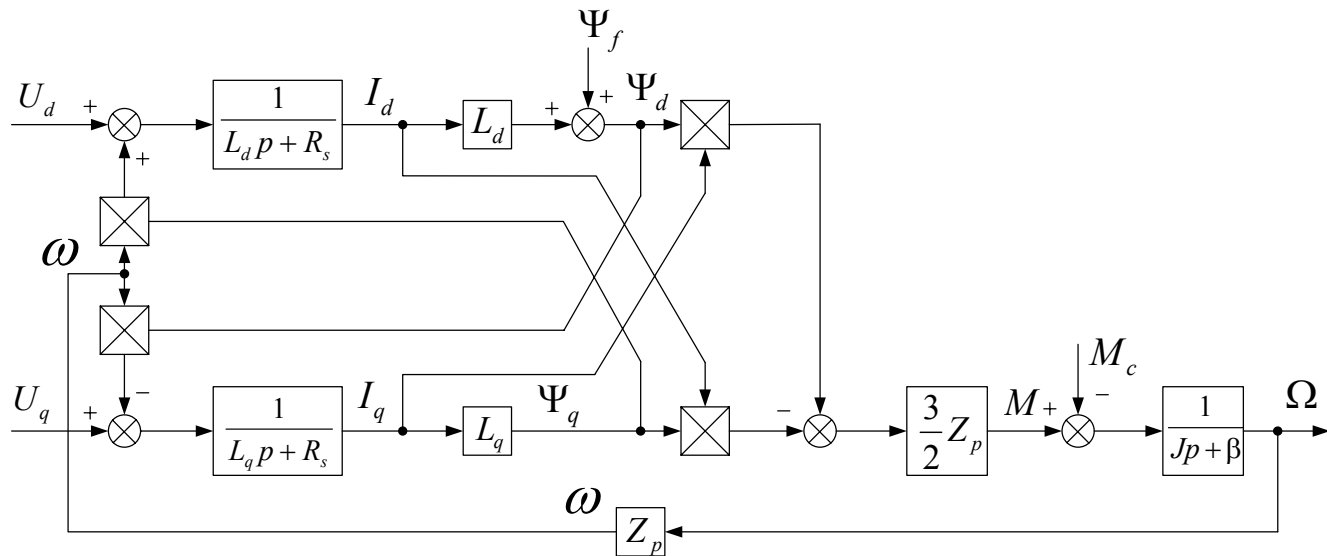 Ψ_f
U_d + 1 I_d + + Ψ_d
L_d p + R_s L_d
+
ω
−
U_q + 1 I_q Ψ_q − 3 M + − M_c 1 Ω
L_q p + R_s L_q 2 Z_p Jp + β
ω
Z_p